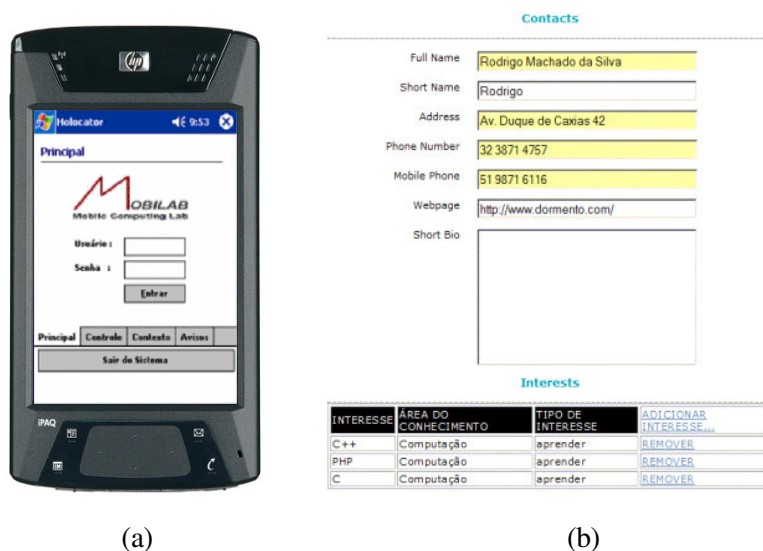 hp
Holocator 9:53
Principal
MOBILAB
Mobile Computing Lab
Usuário :
Senha :
Entrar
Principal Controle Contexto Avisos
Sair do Sistema
iPAQ
(a)
Contacts
Full Name Rodrigo Machado da Silva
Short Name Rodrigo
Address Av. Duque de Caxias 42
Phone Number 32 3871 4757
Mobile Phone 51 9871 6116
Webpage http://www.dormento.com/
Short Bio
Interests
INTERESSE ÁREA DO CONHECIMENTO TIPO DE INTERESSE ADICIONAR INTERESSE...
C++ Computação aprender REMOVER
PHP Computação aprender REMOVER
C Computação aprender REMOVER
(b)